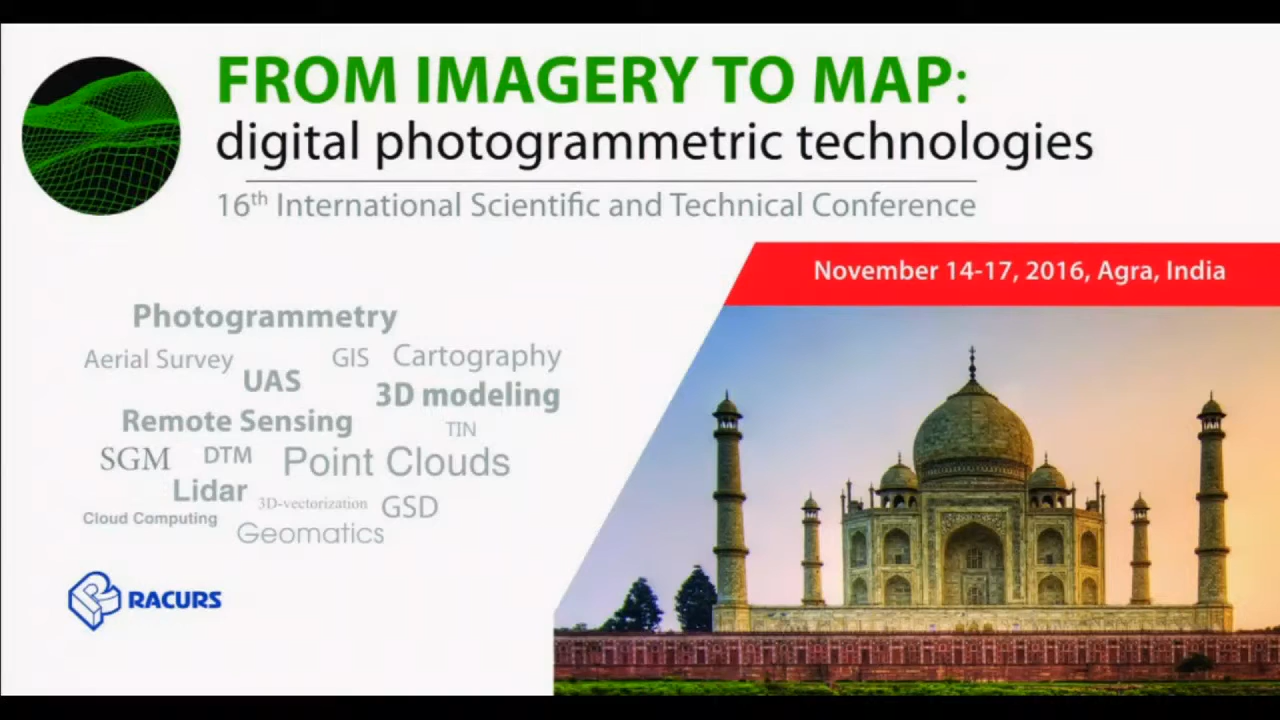 FROM IMAGERY TO MAP:
digital photogrammetric technologies
16th International Scientific and Technical Conference
November 14-17, 2016, Agra, India
Photogrammetry
Aerial Survey GIS Cartography
UAS 3D modeling
Remote Sensing TIN
SGM DTM Point Clouds
Lidar 3D-vectorization GSD
Cloud Computing
Geomatics
RACURS